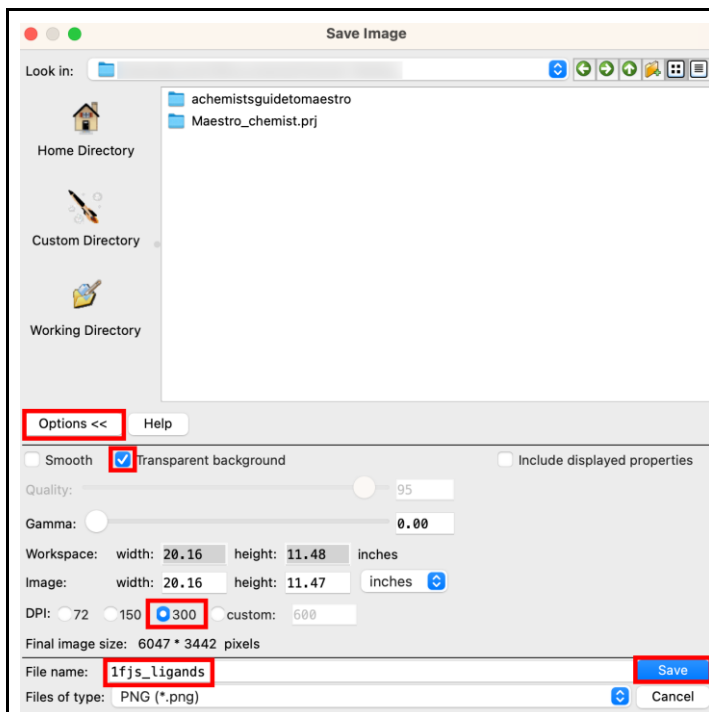 Save Image
Look in:
achemistsguidetomaestro
Maestro_chemist.prj
Home Directory
Custom Directory
Working Directory
Options << Help
Smooth Transparent background Include displayed properties
Quality: 95
Gamma: 0.00
Workspace: width: 20.16 height: 11.48 inches
Image: width: 20.16 height: 11.47 inches
DPI: 72 150 300 custom: 600
Final image size: 6047 * 3442 pixels
File name: 1fjs_ligands Save
Files of type: PNG (*.png) Cancel